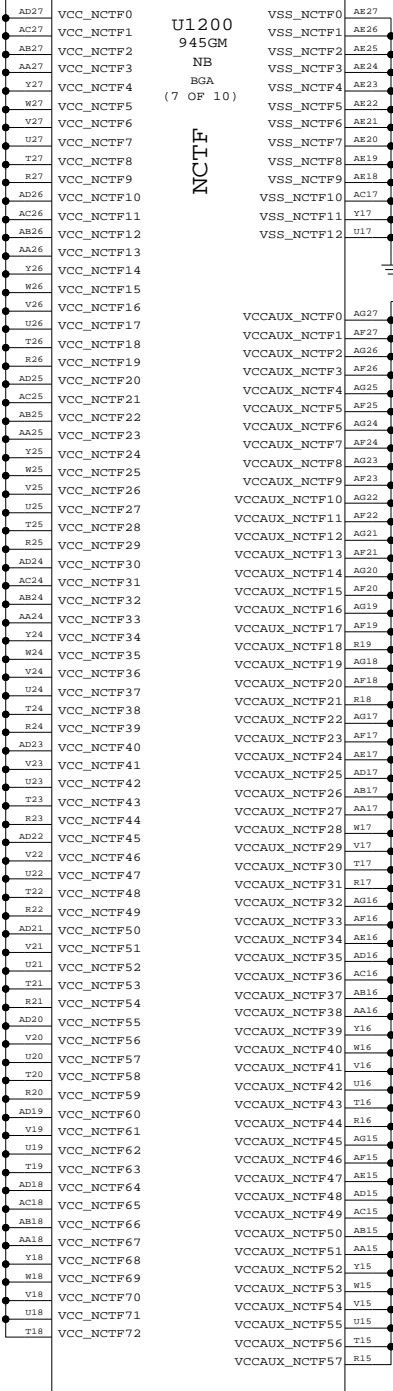 U1200
945GM
NB
BGA
(7 OF 10)
NCTF
AD27 VCC_NCTF0
AC27 VCC_NCTF1
AB27 VCC_NCTF2
AA27 VCC_NCTF3
Y27 VCC_NCTF4
W27 VCC_NCTF5
V27 VCC_NCTF6
U27 VCC_NCTF7
T27 VCC_NCTF8
R27 VCC_NCTF9
AD26 VCC_NCTF10
AC26 VCC_NCTF11
AB26 VCC_NCTF12
AA26 VCC_NCTF13
Y26 VCC_NCTF14
W26 VCC_NCTF15
V26 VCC_NCTF16
U26 VCC_NCTF17
T26 VCC_NCTF18
R26 VCC_NCTF19
AD25 VCC_NCTF20
AC25 VCC_NCTF21
AB25 VCC_NCTF22
AA25 VCC_NCTF23
Y25 VCC_NCTF24
W25 VCC_NCTF25
V25 VCC_NCTF26
U25 VCC_NCTF27
T25 VCC_NCTF28
R25 VCC_NCTF29
AD24 VCC_NCTF30
AC24 VCC_NCTF31
AB24 VCC_NCTF32
AA24 VCC_NCTF33
Y24 VCC_NCTF34
W24 VCC_NCTF35
V24 VCC_NCTF36
U24 VCC_NCTF37
T24 VCC_NCTF38
R24 VCC_NCTF39
AD23 VCC_NCTF40
V23 VCC_NCTF41
U23 VCC_NCTF42
T23 VCC_NCTF43
R23 VCC_NCTF44
AD22 VCC_NCTF45
V22 VCC_NCTF46
U22 VCC_NCTF47
T22 VCC_NCTF48
R22 VCC_NCTF49
AD21 VCC_NCTF50
V21 VCC_NCTF51
U21 VCC_NCTF52
T21 VCC_NCTF53
R21 VCC_NCTF54
AD20 VCC_NCTF55
V20 VCC_NCTF56
U20 VCC_NCTF57
T20 VCC_NCTF58
R20 VCC_NCTF59
AD19 VCC_NCTF60
V19 VCC_NCTF61
U19 VCC_NCTF62
T19 VCC_NCTF63
AD18 VCC_NCTF64
AC18 VCC_NCTF65
AB18 VCC_NCTF66
AA18 VCC_NCTF67
Y18 VCC_NCTF68
W18 VCC_NCTF69
V18 VCC_NCTF70
U18 VCC_NCTF71
T18 VCC_NCTF72
VSS_NCTF0 AE27
VSS_NCTF1 AE26
VSS_NCTF2 AE25
VSS_NCTF3 AE24
VSS_NCTF4 AE23
VSS_NCTF5 AE22
VSS_NCTF6 AE21
VSS_NCTF7 AE20
VSS_NCTF8 AE19
VSS_NCTF9 AE18
VSS_NCTF10 AC17
VSS_NCTF11 Y17
VSS_NCTF12 U17
VCCAUX_NCTF0 AG27
VCCAUX_NCTF1 AF27
VCCAUX_NCTF2 AG26
VCCAUX_NCTF3 AF26
VCCAUX_NCTF4 AG25
VCCAUX_NCTF5 AF25
VCCAUX_NCTF6 AG24
VCCAUX_NCTF7 AF24
VCCAUX_NCTF8 AG23
VCCAUX_NCTF9 AF23
VCCAUX_NCTF10 AG22
VCCAUX_NCTF11 AF22
VCCAUX_NCTF12 AG21
VCCAUX_NCTF13 AF21
VCCAUX_NCTF14 AG20
VCCAUX_NCTF15 AF20
VCCAUX_NCTF16 AG19
VCCAUX_NCTF17 AF19
VCCAUX_NCTF18 R19
VCCAUX_NCTF19 AG18
VCCAUX_NCTF20 AF18
VCCAUX_NCTF21 R18
VCCAUX_NCTF22 AG17
VCCAUX_NCTF23 AF17
VCCAUX_NCTF24 AE17
VCCAUX_NCTF25 AD17
VCCAUX_NCTF26 AB17
VCCAUX_NCTF27 AA17
VCCAUX_NCTF28 W17
VCCAUX_NCTF29 V17
VCCAUX_NCTF30 T17
VCCAUX_NCTF31 R17
VCCAUX_NCTF32 AG16
VCCAUX_NCTF33 AF16
VCCAUX_NCTF34 AE16
VCCAUX_NCTF35 AD16
VCCAUX_NCTF36 AC16
VCCAUX_NCTF37 AB16
VCCAUX_NCTF38 AA16
VCCAUX_NCTF39 Y16
VCCAUX_NCTF40 W16
VCCAUX_NCTF41 V16
VCCAUX_NCTF42 U16
VCCAUX_NCTF43 T16
VCCAUX_NCTF44 R16
VCCAUX_NCTF45 AG15
VCCAUX_NCTF46 AF15
VCCAUX_NCTF47 AE15
VCCAUX_NCTF48 AD15
VCCAUX_NCTF49 AC15
VCCAUX_NCTF50 AB15
VCCAUX_NCTF51 AA15
VCCAUX_NCTF52 Y15
VCCAUX_NCTF53 W15
VCCAUX_NCTF54 V15
VCCAUX_NCTF55 U15
VCCAUX_NCTF56 T15
VCCAUX_NCTF57 R15